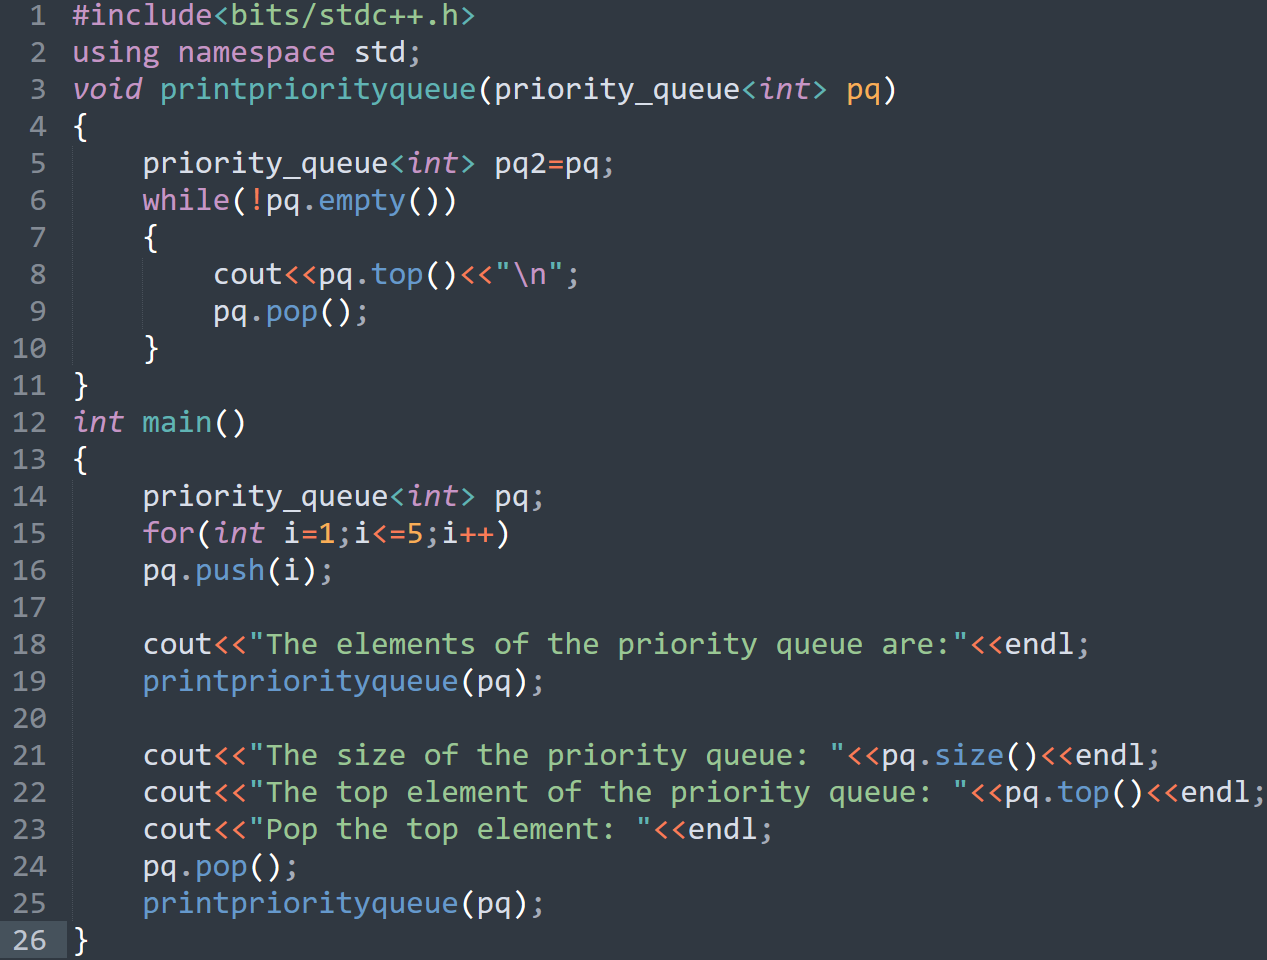 1 #include<bits/stdc++.h>
2 using namespace std;
3 void printpriorityqueue(priority_queue<int> pq)
4 {
5     priority_queue<int> pq2=pq;
6     while(!pq.empty())
7     {
8         cout<<pq.top()<<"\n";
9         pq.pop();
10     }
11 }
12 int main()
13 {
14     priority_queue<int> pq;
15     for(int i=1;i<=5;i++)
16     pq.push(i);
17
18     cout<<"The elements of the priority queue are:"<<endl;
19     printpriorityqueue(pq);
20
21     cout<<"The size of the priority queue: "<<pq.size()<<endl;
22     cout<<"The top element of the priority queue: "<<pq.top()<<endl;
23     cout<<"Pop the top element: "<<endl;
24     pq.pop();
25     printpriorityqueue(pq);
26 }